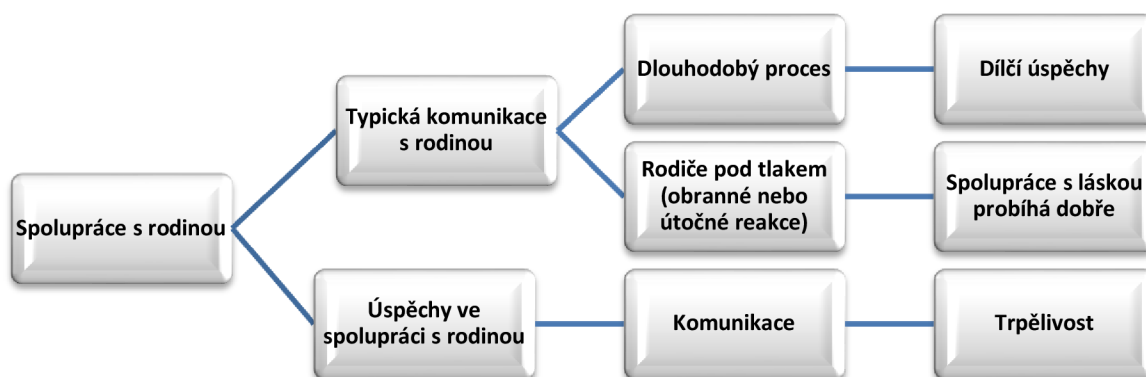 Spolupráce s rodinou
Typická komunikace
s rodinou
Dlouhodobý proces
Dílčí úspěchy
Rodiče pod tlakem
(obranné nebo
útočné reakce)
Spolupráce s láskou
probíhá dobře
Úspěchy ve
spolupráci s rodinou
Komunikace
Trpělivost